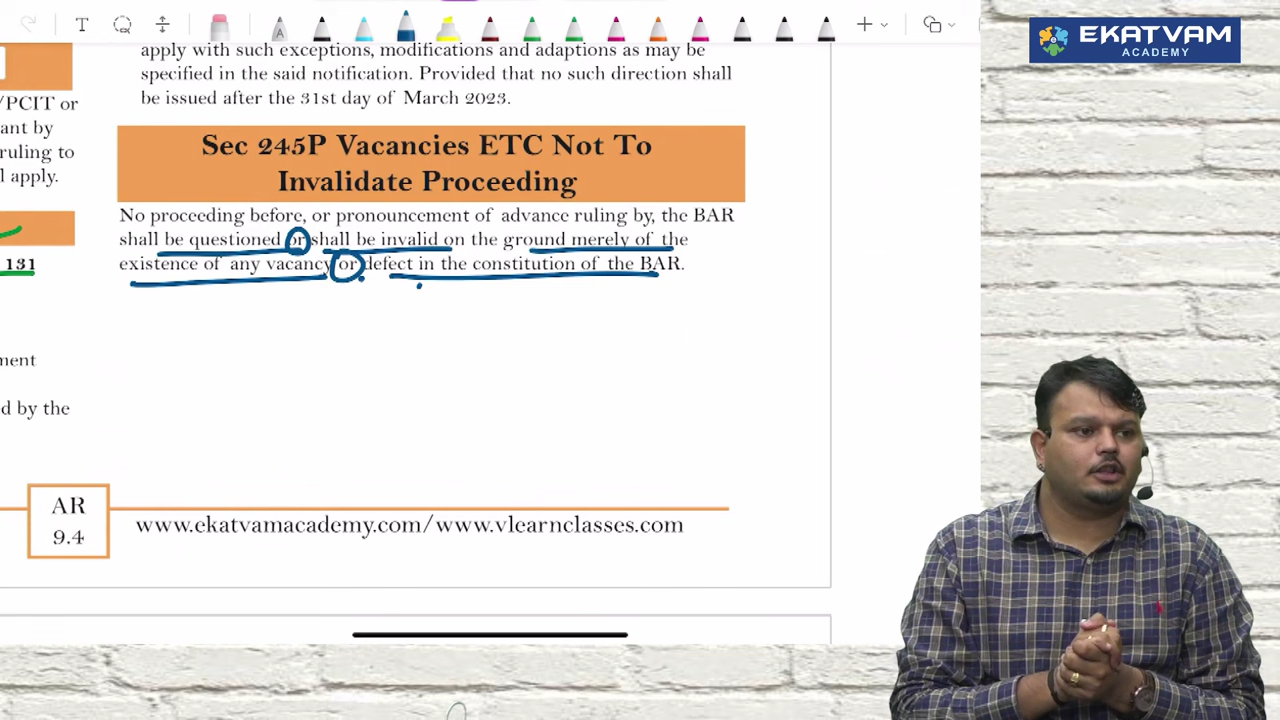 EKATVAM
ACADEMY
T
apply with such exceptions, modifications and adaptions as may be
specified in the said notification. Provided that no such direction shall
be issued after the 31st day of March 2023.
/PCIT or
ant by
ruling to
l apply.
131
ment
d by the
Sec 245P Vacancies ETC Not To
Invalidate Proceeding
No proceeding before, or pronouncement of advance ruling by, the BAR
shall be questioned or shall be invalid on the ground merely of the
existence of any vacancy or defect in the constitution of the BAR.
AR
9.4
www.ekatvamacademy.com/www.vlearnclasses.com